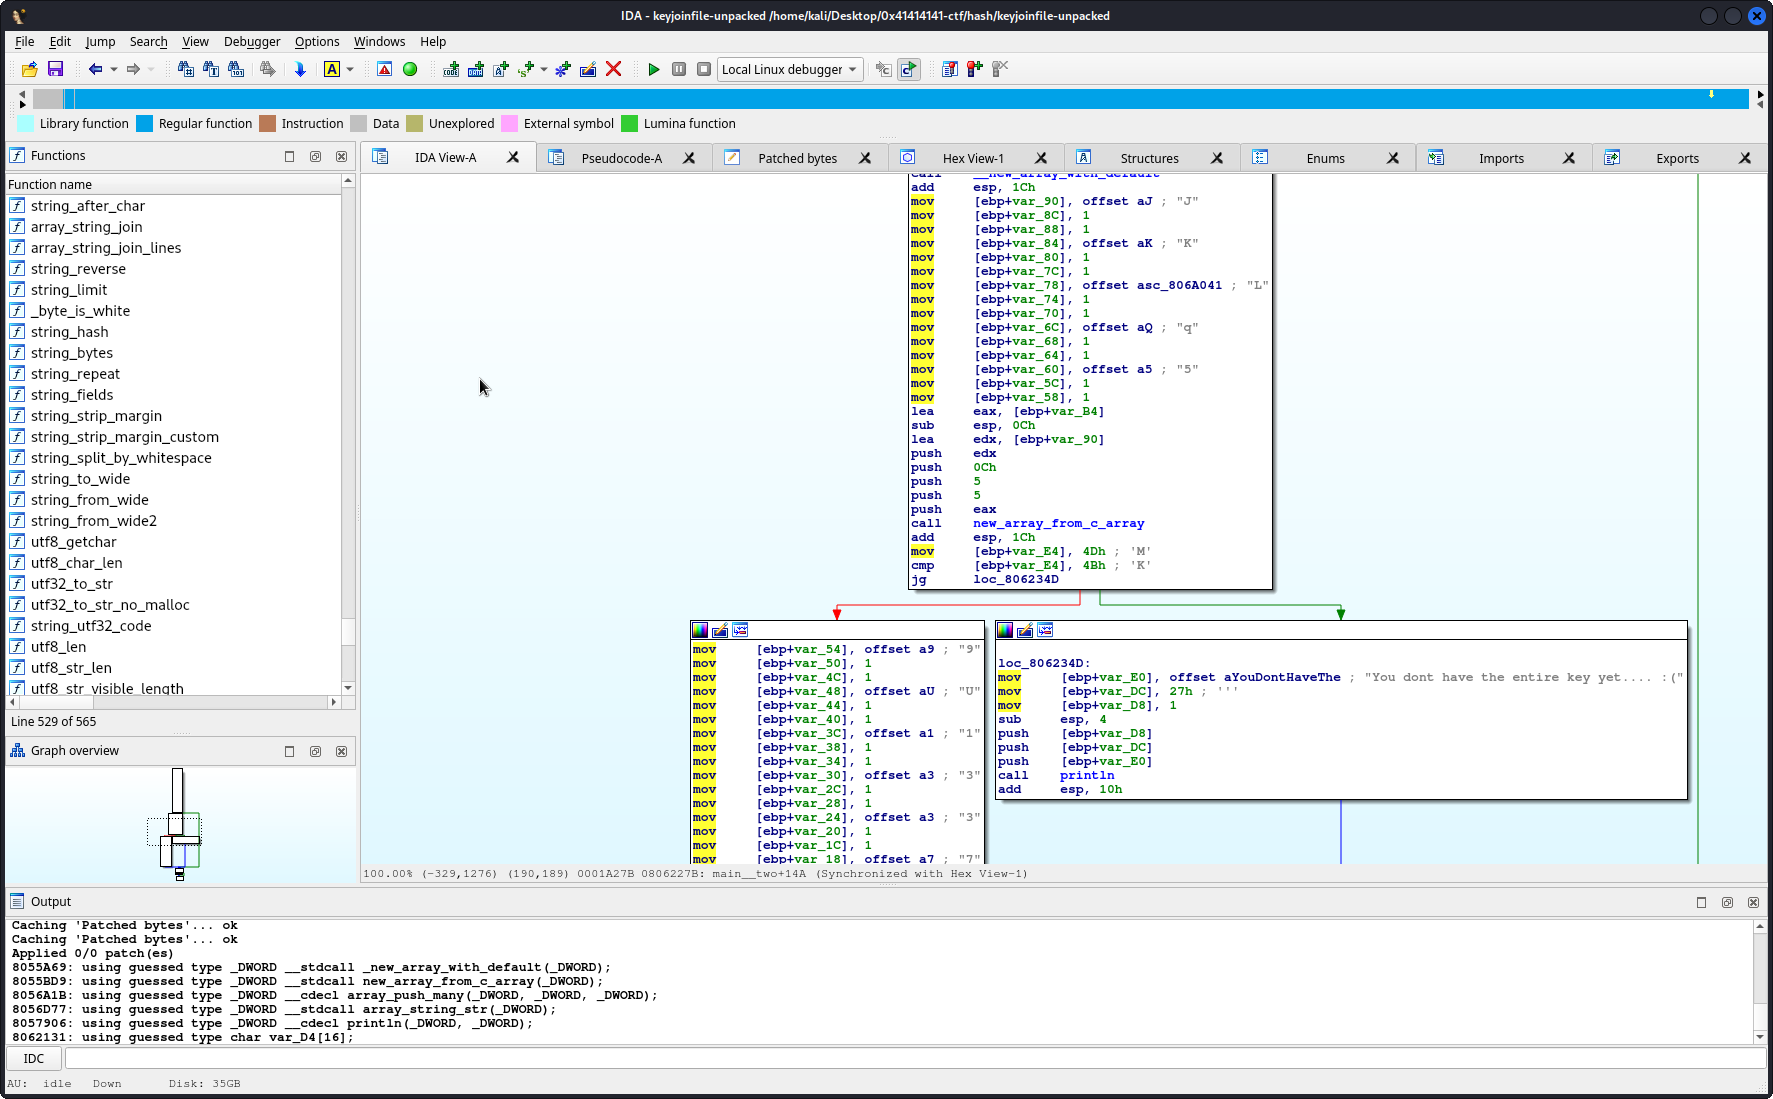 IDA - keyjoinfile-unpacked /home/kali/Desktop/0x41414141-ctf/hash/keyjoinfile-unpacked
File Edit Jump Search View Debugger Options Windows Help
Local Linux debugger
Library function Regular function Instruction Data Unexplored External symbol Lumina function
Functions
Function name
string_after_char
array_string_join
array_string_join_lines
string_reverse
string_limit
_byte_is_white
string_hash
string_bytes
string_repeat
string_fields
string_strip_margin
string_strip_margin_custom
string_split_by_whitespace
string_to_wide
string_from_wide
string_from_wide2
utf8_getchar
utf8_char_len
utf32_to_str
utf32_to_str_no_malloc
string_utf32_code
utf8_len
utf8_str_len
utf8_str_visible_length
Line 529 of 565
Graph overview
IDA View-A Pseudocode-A Patched bytes Hex View-1 Structures Enums Imports Exports
call __new_array_with_default
add esp, 1Ch
mov [ebp+var_90], offset aJ ; "J"
mov [ebp+var_8C], 1
mov [ebp+var_88], 1
mov [ebp+var_84], offset aK ; "K"
mov [ebp+var_80], 1
mov [ebp+var_7C], 1
mov [ebp+var_78], offset asc_806A041 ; "L"
mov [ebp+var_74], 1
mov [ebp+var_70], 1
mov [ebp+var_6C], offset aQ ; "q"
mov [ebp+var_68], 1
mov [ebp+var_64], 1
mov [ebp+var_60], offset a5 ; "5"
mov [ebp+var_5C], 1
mov [ebp+var_58], 1
lea eax, [ebp+var_B4]
sub esp, 0Ch
lea edx, [ebp+var_90]
push edx
push 0Ch
push 5
push 5
push eax
call new_array_from_c_array
add esp, 1Ch
mov [ebp+var_E4], 4Dh ; 'M'
cmp [ebp+var_E4], 4Bh ; 'K'
jg loc_806234D
mov [ebp+var_54], offset a9 ; "9"
mov [ebp+var_50], 1
mov [ebp+var_4C], 1
mov [ebp+var_48], offset aU ; "U"
mov [ebp+var_44], 1
mov [ebp+var_40], 1
mov [ebp+var_3C], offset a1 ; "1"
mov [ebp+var_38], 1
mov [ebp+var_34], 1
mov [ebp+var_30], offset a3 ; "3"
mov [ebp+var_2C], 1
mov [ebp+var_28], 1
mov [ebp+var_24], offset a3 ; "3"
mov [ebp+var_20], 1
mov [ebp+var_1C], 1
mov [ebp+var_18], offset a7 ; "7"
loc_806234D:
mov [ebp+var_E0], offset aYouDontHaveThe ; "You dont have the entire key yet.... :("
mov [ebp+var_DC], 27h ; '''
mov [ebp+var_D8], 1
sub esp, 4
push [ebp+var_D8]
push [ebp+var_DC]
push [ebp+var_E0]
call println
add esp, 10h
100.00% (-329,1276) (190,189) 0001A27B 0806227B: main__two+14A (Synchronized with Hex View-1)
Output
Caching 'Patched bytes'... ok
Caching 'Patched bytes'... ok
Applied 0/0 patch(es)
8055A69: using guessed type _DWORD __stdcall _new_array_with_default(_DWORD);
8055BD9: using guessed type _DWORD __stdcall new_array_from_c_array(_DWORD);
8056A1B: using guessed type _DWORD __cdecl array_push_many(_DWORD, _DWORD, _DWORD);
8056D77: using guessed type _DWORD __stdcall array_string_str(_DWORD);
8057906: using guessed type _DWORD __cdecl println(_DWORD, _DWORD);
8062131: using guessed type char var_D4[16];
IDC
AU: idle Down Disk: 35GB